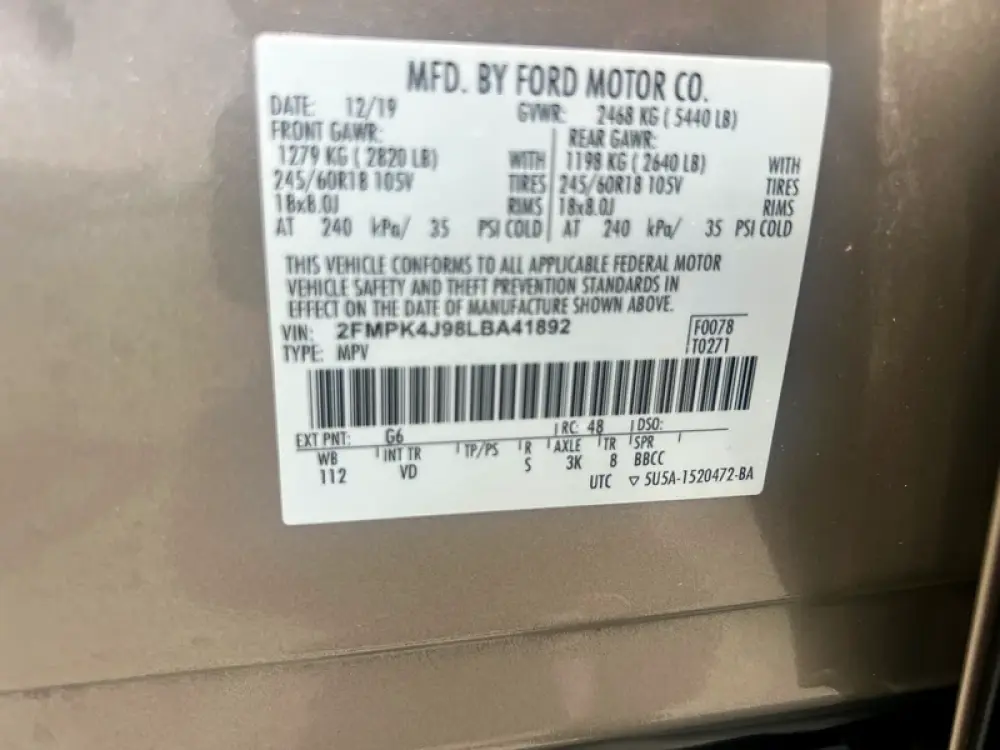 MFD. BY FORD MOTOR CO.
DATE: 12/19 GVWR: 2468 KG ( 5440 LB)
FRONT GAWR: REAR GAWR:
1279 KG ( 2820 LB) WITH 1198 KG ( 2640 LB) WITH
245/60R18 105V TIRES 245/60R18 105V TIRES
18x8.0J RIMS 18x8.0J RIMS
AT 240 kPa/ 35 PSI COLD AT 240 kPa/ 35 PSI COLD
THIS VEHICLE CONFORMS TO ALL APPLICABLE FEDERAL MOTOR
VEHICLE SAFETY AND THEFT PREVENTION STANDARDS IN
EFFECT ON THE DATE OF MANUFACTURE SHOWN ABOVE.
VIN: 2FMPK4J98LBA41892 F0078
TYPE: MPV T0271
EXT PNT: G6 RC: 48 DSO:
WB INT TR TP/PS R AXLE TR SPR
112 VD S 3K 8 BBCC
UTC ▽ 5U5A-1520472-BA